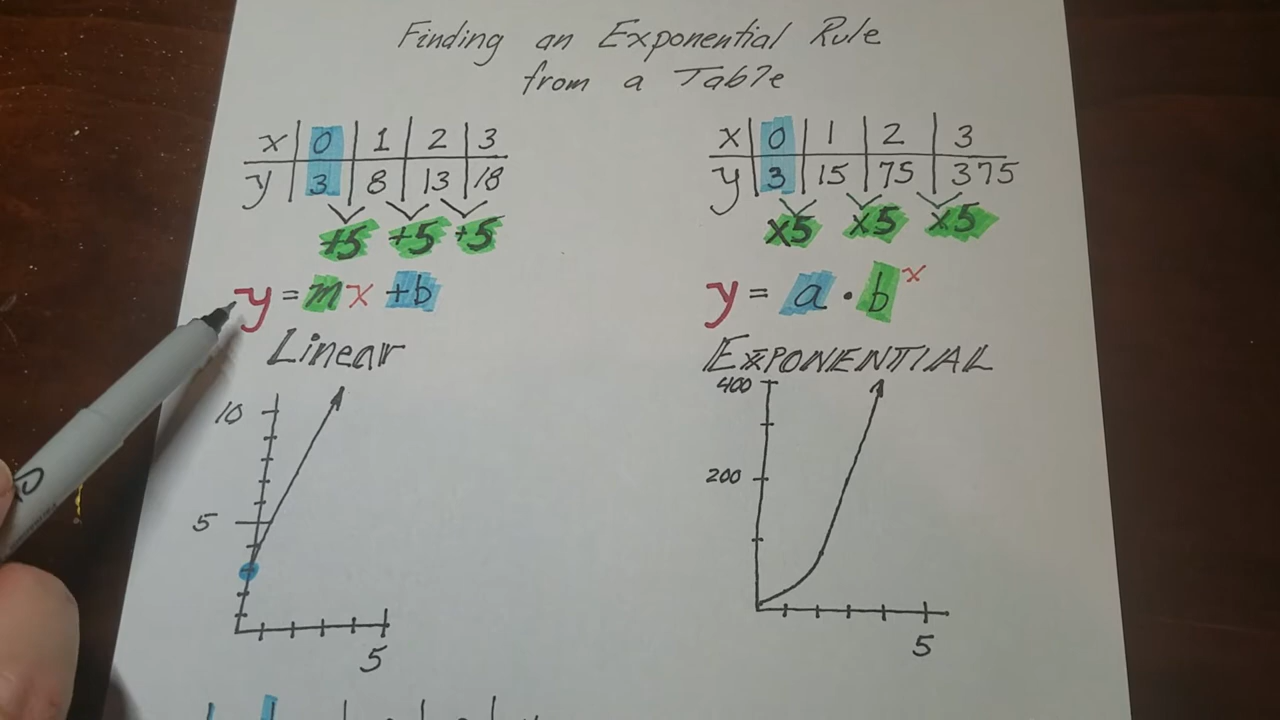 Finding an Exponential Rule
from a Table
x 0 1 2 3
y 3 8 13 18
+5 +5 +5
y = mx + b
Linear
10
5
5
x 0 1 2 3
y 3 15 75 375
x5 x5 x5
y = a · b^x
EXPONENTIAL
400
200
5